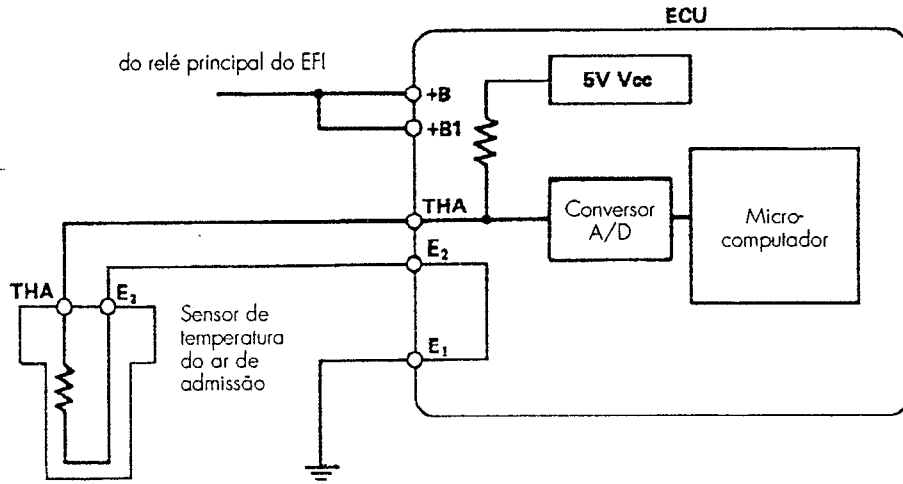 ECU
do relé principal do EFI
5V Vcc
+B
+B1
THA
Conversor
A/D
Micro-
computador
E₂
THA
E₂
Sensor de
temperatura
do ar de
admissão
E₁